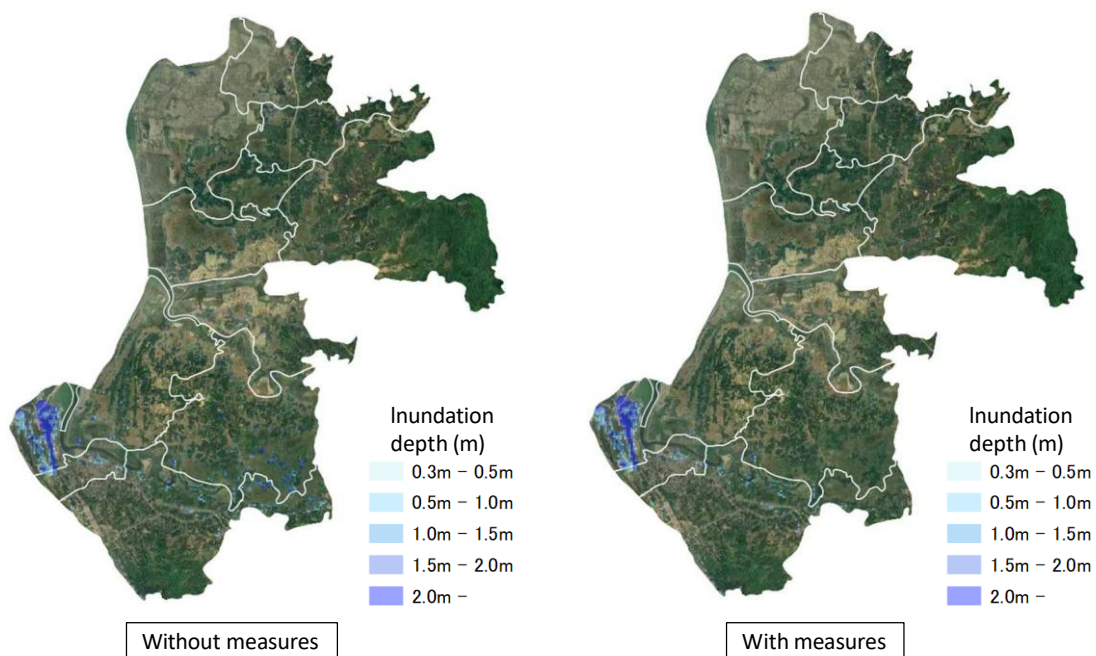 Inundation
depth (m)
0.3m – 0.5m
0.5m – 1.0m
1.0m – 1.5m
1.5m – 2.0m
2.0m –
Without measures
Inundation
depth (m)
0.3m – 0.5m
0.5m – 1.0m
1.0m – 1.5m
1.5m – 2.0m
2.0m –
With measures